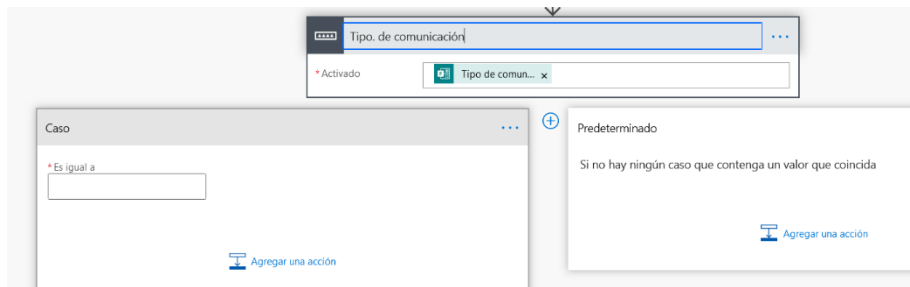 Tipo. de comunicación
* Activado
Tipo de comun... x
Caso
Predeterminado
* Es igual a
Si no hay ningún caso que contenga un valor que coincida
Agregar una acción
Agregar una acción